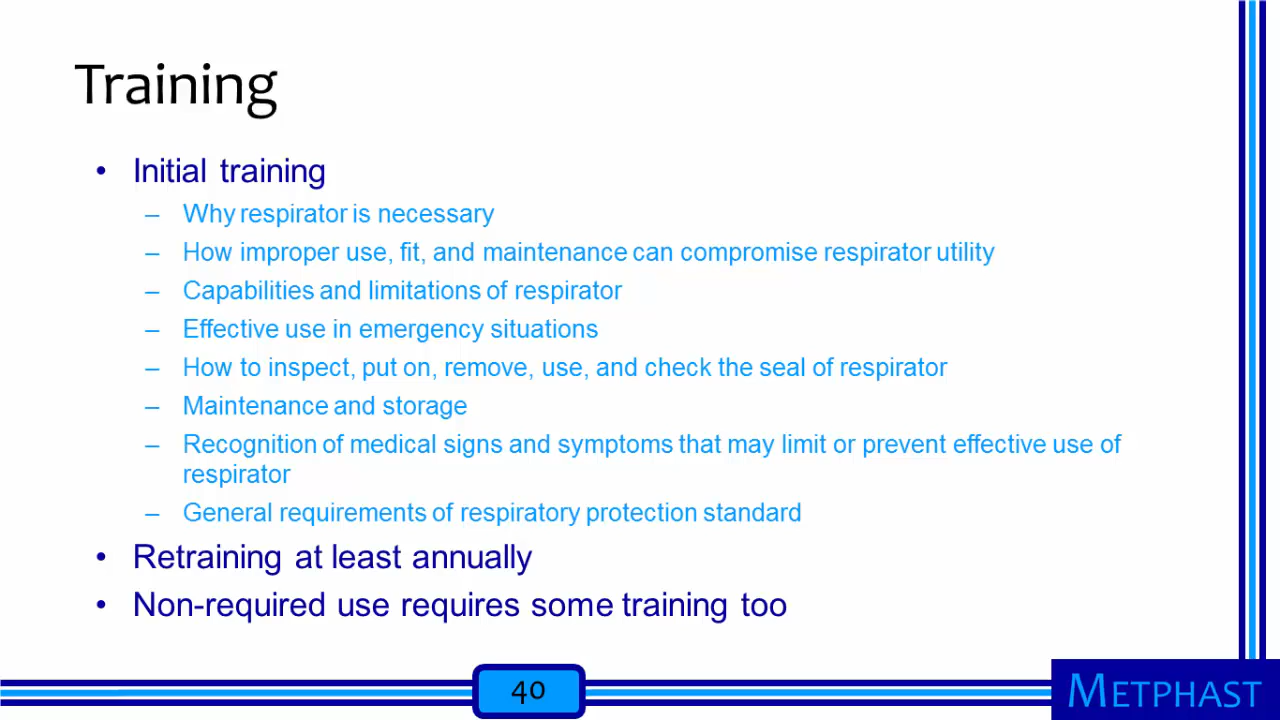 Training
• Initial training
– Why respirator is necessary
– How improper use, fit, and maintenance can compromise respirator utility
– Capabilities and limitations of respirator
– Effective use in emergency situations
– How to inspect, put on, remove, use, and check the seal of respirator
– Maintenance and storage
– Recognition of medical signs and symptoms that may limit or prevent effective use of
respirator
– General requirements of respiratory protection standard
• Retraining at least annually
• Non-required use requires some training too
40
METPHAST